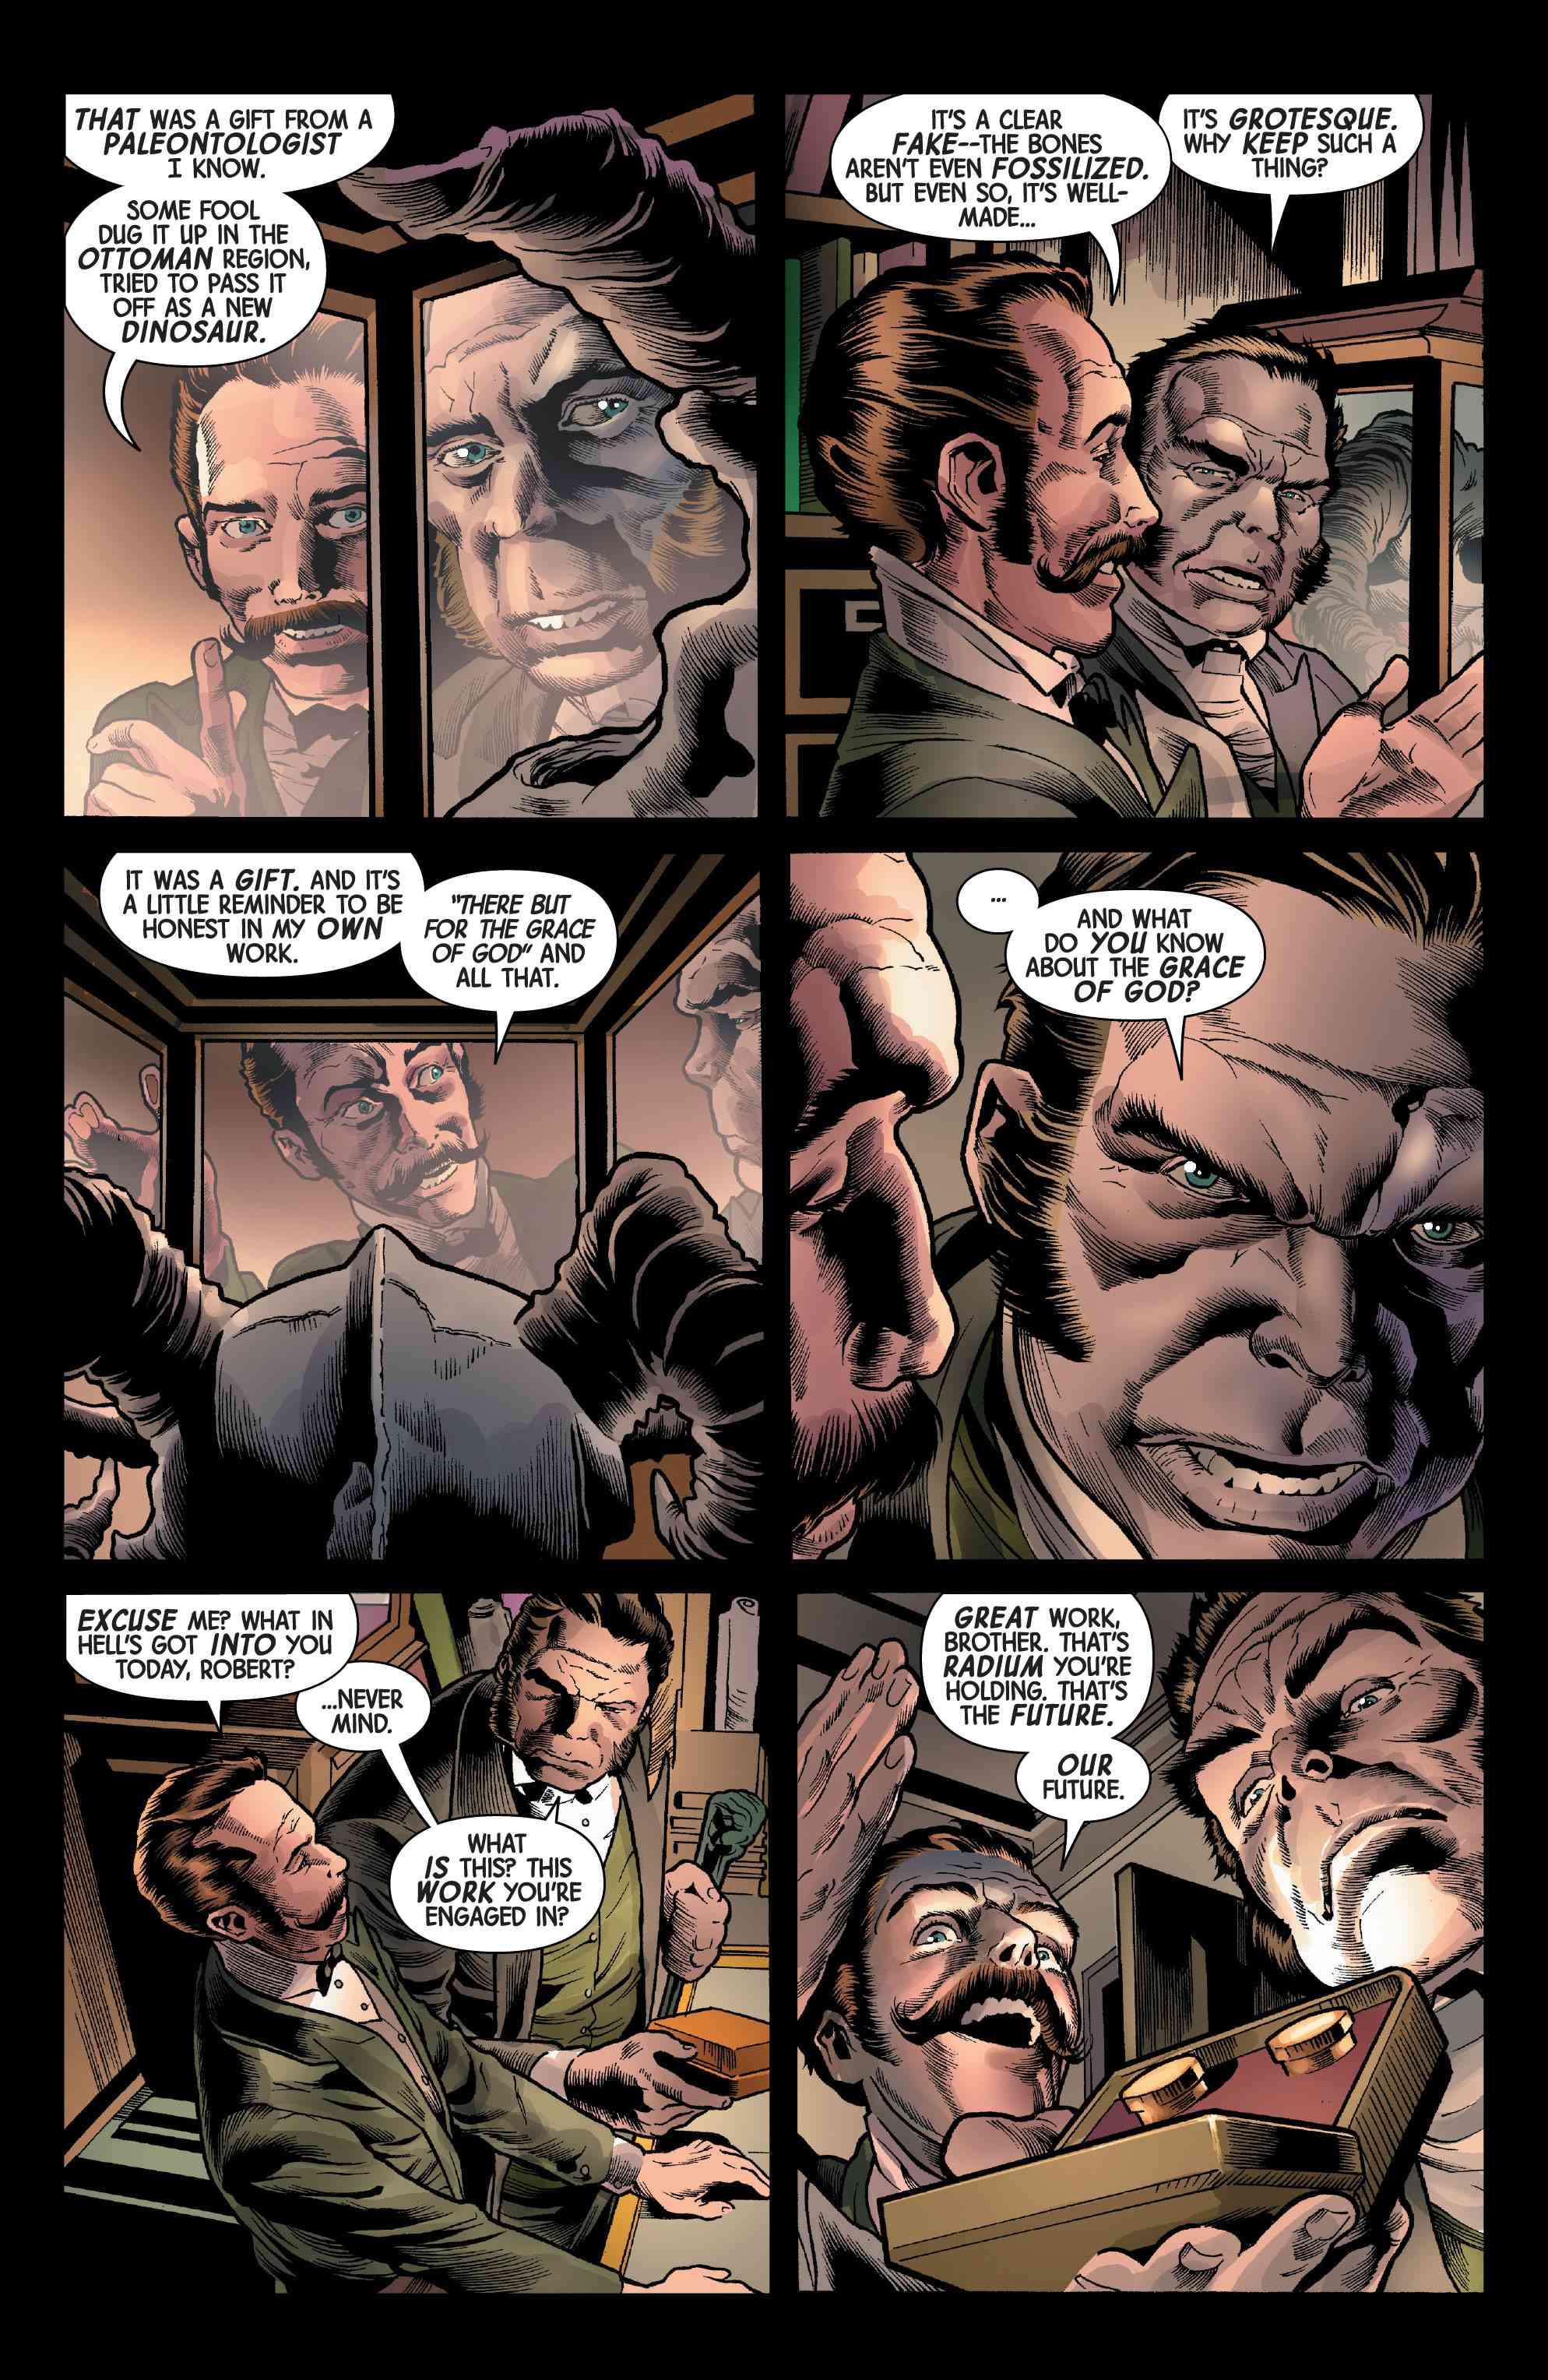 THAT WAS A GIFT FROM A
PALEONTOLOGIST
I KNOW.
SOME FOOL
DUG IT UP IN THE
OTTOMAN REGION,
TRIED TO PASS IT
OFF AS A NEW
DINOSAUR.
IT'S A CLEAR
FAKE--THE BONES
AREN'T EVEN FOSSILIZED.
BUT EVEN SO, IT'S WELL-
MADE...
IT'S GROTESQUE.
WHY KEEP SUCH A
THING?
IT WAS A GIFT. AND IT'S
A LITTLE REMINDER TO BE
HONEST IN MY OWN
WORK.
"THERE BUT
FOR THE GRACE
OF GOD" AND
ALL THAT.
...
AND WHAT
DO YOU KNOW
ABOUT THE GRACE
OF GOD?
EXCUSE ME? WHAT IN
HELL'S GOT INTO YOU
TODAY, ROBERT?
...NEVER
MIND.
WHAT
IS THIS? THIS
WORK YOU'RE
ENGAGED IN?
GREAT WORK,
BROTHER. THAT'S
RADIUM YOU'RE
HOLDING. THAT'S
THE FUTURE.
OUR
FUTURE.